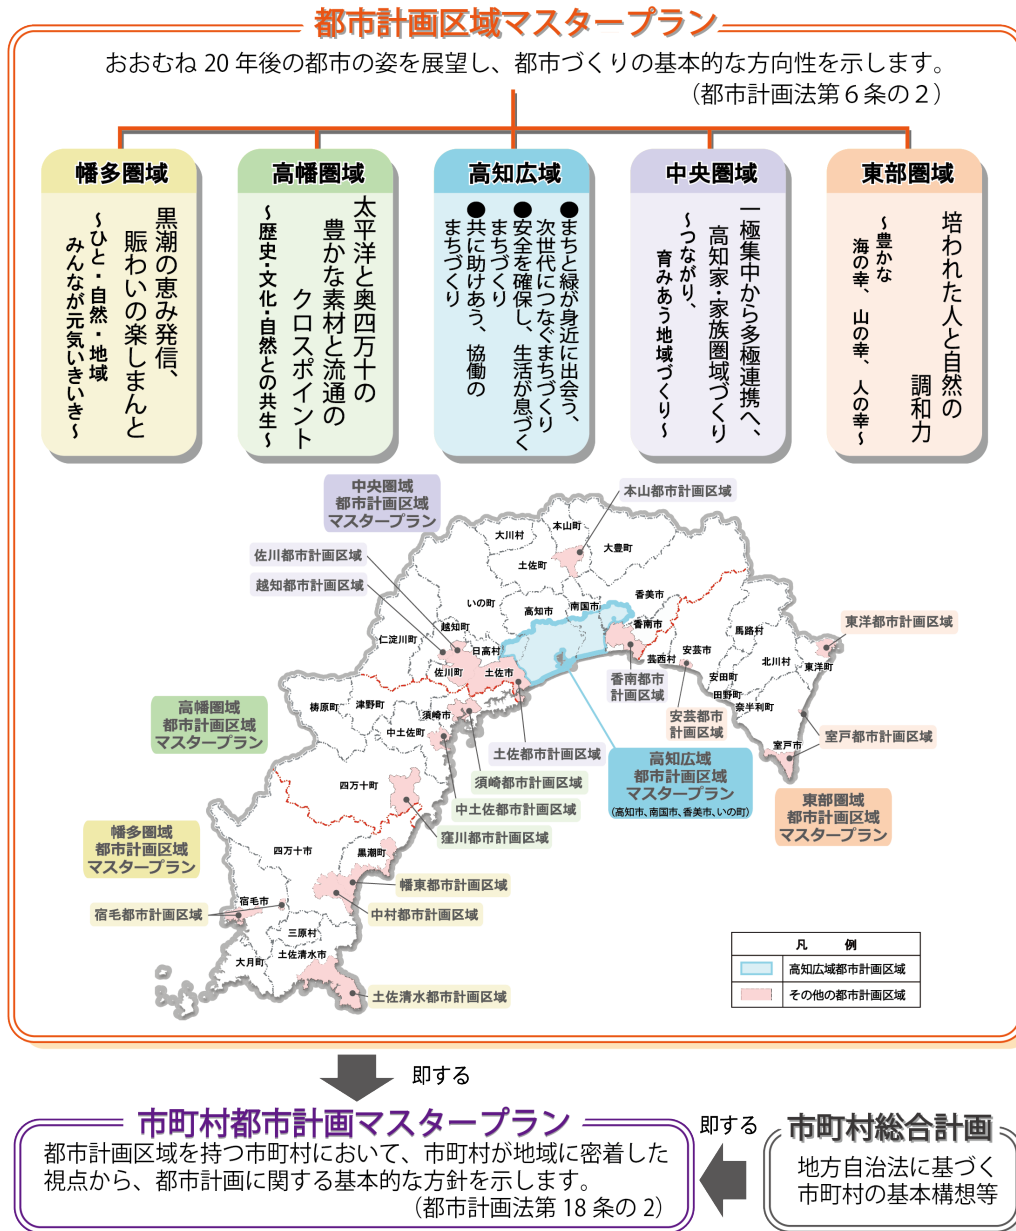 都市計画区域マスタープラン
おおむね 20 年後の都市の姿を展望し、都市づくりの基本的な方向性を示します。
（都市計画法第６条の２）
幡多圏域
黒潮の恵み発信、
賑わいの楽しまんと
～ひと・自然・地域
みんなが元気いきいき～
高幡圏域
太平洋と奥四万十の
豊かな素材と流通の
クロスポイント
～歴史・文化・自然との共生～
高知広域
●まちと緑が身近に出会う、
次世代につなぐまちづくり
●安全を確保し、生活が息づく
まちづくり
●共に助けあう、協働の
まちづくり
中央圏域
一極集中から多極連携へ、
高知家・家族圏域づくり
～つながり、
育みあう地域づくり～
東部圏域
培われた人と自然の
調和力
～豊かな
海の幸、山の幸、人の幸～
中央圏域
都市計画区域
マスタープラン
本山都市計画区域
佐川都市計画区域
越知都市計画区域
本山町
大川村
大豊町
土佐町
いの町
高知市
南国市
香美市
香南市
越知町
仁淀川町
日高村
佐川町
土佐市
馬路村
安芸市
芸西村
北川村
東洋町
安田町
田野町
奈半利町
室戸市
東洋都市計画区域
香南都市
計画区域
安芸都市
計画区域
室戸都市計画区域
高幡圏域
都市計画区域
マスタープラン
梼原町
津野町
須崎市
中土佐町
四万十町
土佐都市計画区域
須崎都市計画区域
中土佐都市計画区域
窪川都市計画区域
高知広域
都市計画区域
マスタープラン
（高知市、南国市、香美市、いの町）
東部圏域
都市計画区域
マスタープラン
幡多圏域
都市計画区域
マスタープラン
四万十市
黒潮町
幡東都市計画区域
中村都市計画区域
宿毛市
宿毛都市計画区域
三原村
大月町
土佐清水市
土佐清水都市計画区域
凡 例
高知広域都市計画区域
その他の都市計画区域
即する
市町村都市計画マスタープラン
都市計画区域を持つ市町村において、市町村が地域に密着した
視点から、都市計画に関する基本的な方針を示します。
（都市計画法第 18 条の 2）
即する
市町村総合計画
地方自治法に基づく
市町村の基本構想等